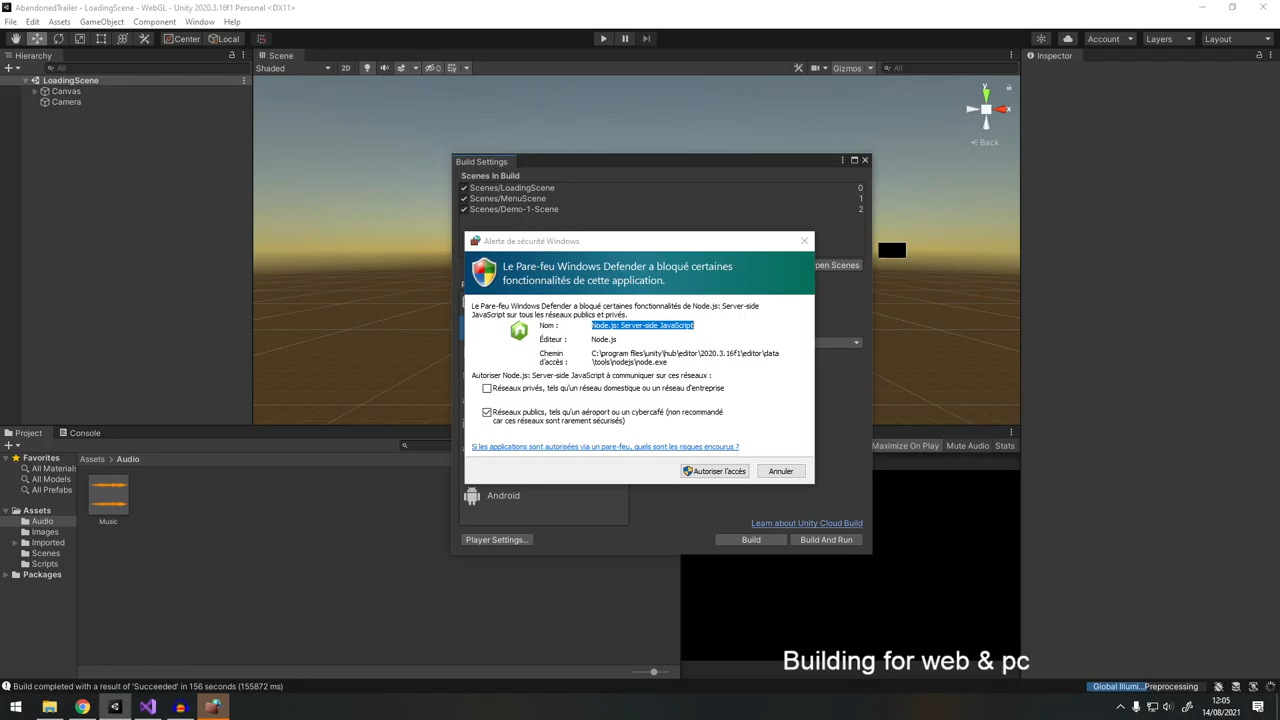 AbandonedTrailer - LoadingScene - WebGL - Unity 2020.3.16f1 Personal <DX11>
File Edit Assets GameObject Component Window Help
Center Local
Account Layers Layout
Hierarchy
Scene
Inspector
All
Shaded
2D
0
Gizmos
All
LoadingScene
Canvas
Camera
y
x
Back
Build Settings
Scenes In Build
Scenes/LoadingScene 0
Scenes/MenuScene 1
Scenes/Demo-1-Scene 2
pen Scenes
Alerte de sécurité Windows
Le Pare-feu Windows Defender a bloqué certaines
fonctionnalités de cette application.
Le Pare-feu Windows Defender a bloqué certaines fonctionnalités de Node.js: Server-side
JavaScript sur tous les réseaux publics et privés.
Nom : Node.js: Server-side JavaScript
Éditeur : Node.js
Chemin C:\program files\unity\hub\editor\2020.3.16f1\editor\data
d'accès : \tools\nodejs\node.exe
Autoriser Node.js: Server-side JavaScript à communiquer sur ces réseaux :
Réseaux privés, tels qu'un réseau domestique ou un réseau d'entreprise
Réseaux publics, tels qu'un aéroport ou un cybercafé (non recommandé
car ces réseaux sont rarement sécurisés)
Si les applications sont autorisées via un pare-feu, quels sont les risques encourus ?
Autoriser l'accès Annuler
Android
Learn about Unity Cloud Build
Player Settings... Build Build And Run
Project Console
Maximize On Play Mute Audio Stats
Favorites
All Materials
All Models
All Prefabs
Assets
Audio
Images
Imported
Scenes
Scripts
Packages
Assets > Audio
Music
Building for web & pc
Build completed with a result of 'Succeeded' in 156 seconds (155872 ms)
Global Illumi...Preprocessing
12:05
14/08/2021